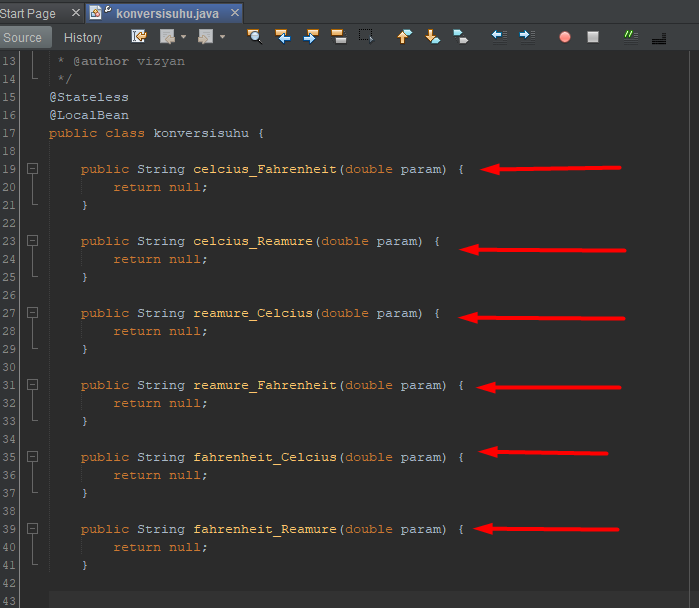 Start Page
konversisuhu.java
Source History
13 * @author vizyan
14 */
15 @Stateless
16 @LocalBean
17 public class konversisuhu {
18
19 public String celcius_Fahrenheit(double param) {
20 return null;
21 }
22
23 public String celcius_Reamure(double param) {
24 return null;
25 }
26
27 public String reamure_Celcius(double param) {
28 return null;
29 }
30
31 public String reamure_Fahrenheit(double param) {
32 return null;
33 }
34
35 public String fahrenheit_Celcius(double param) {
36 return null;
37 }
38
39 public String fahrenheit_Reamure(double param) {
40 return null;
41 }
42
43